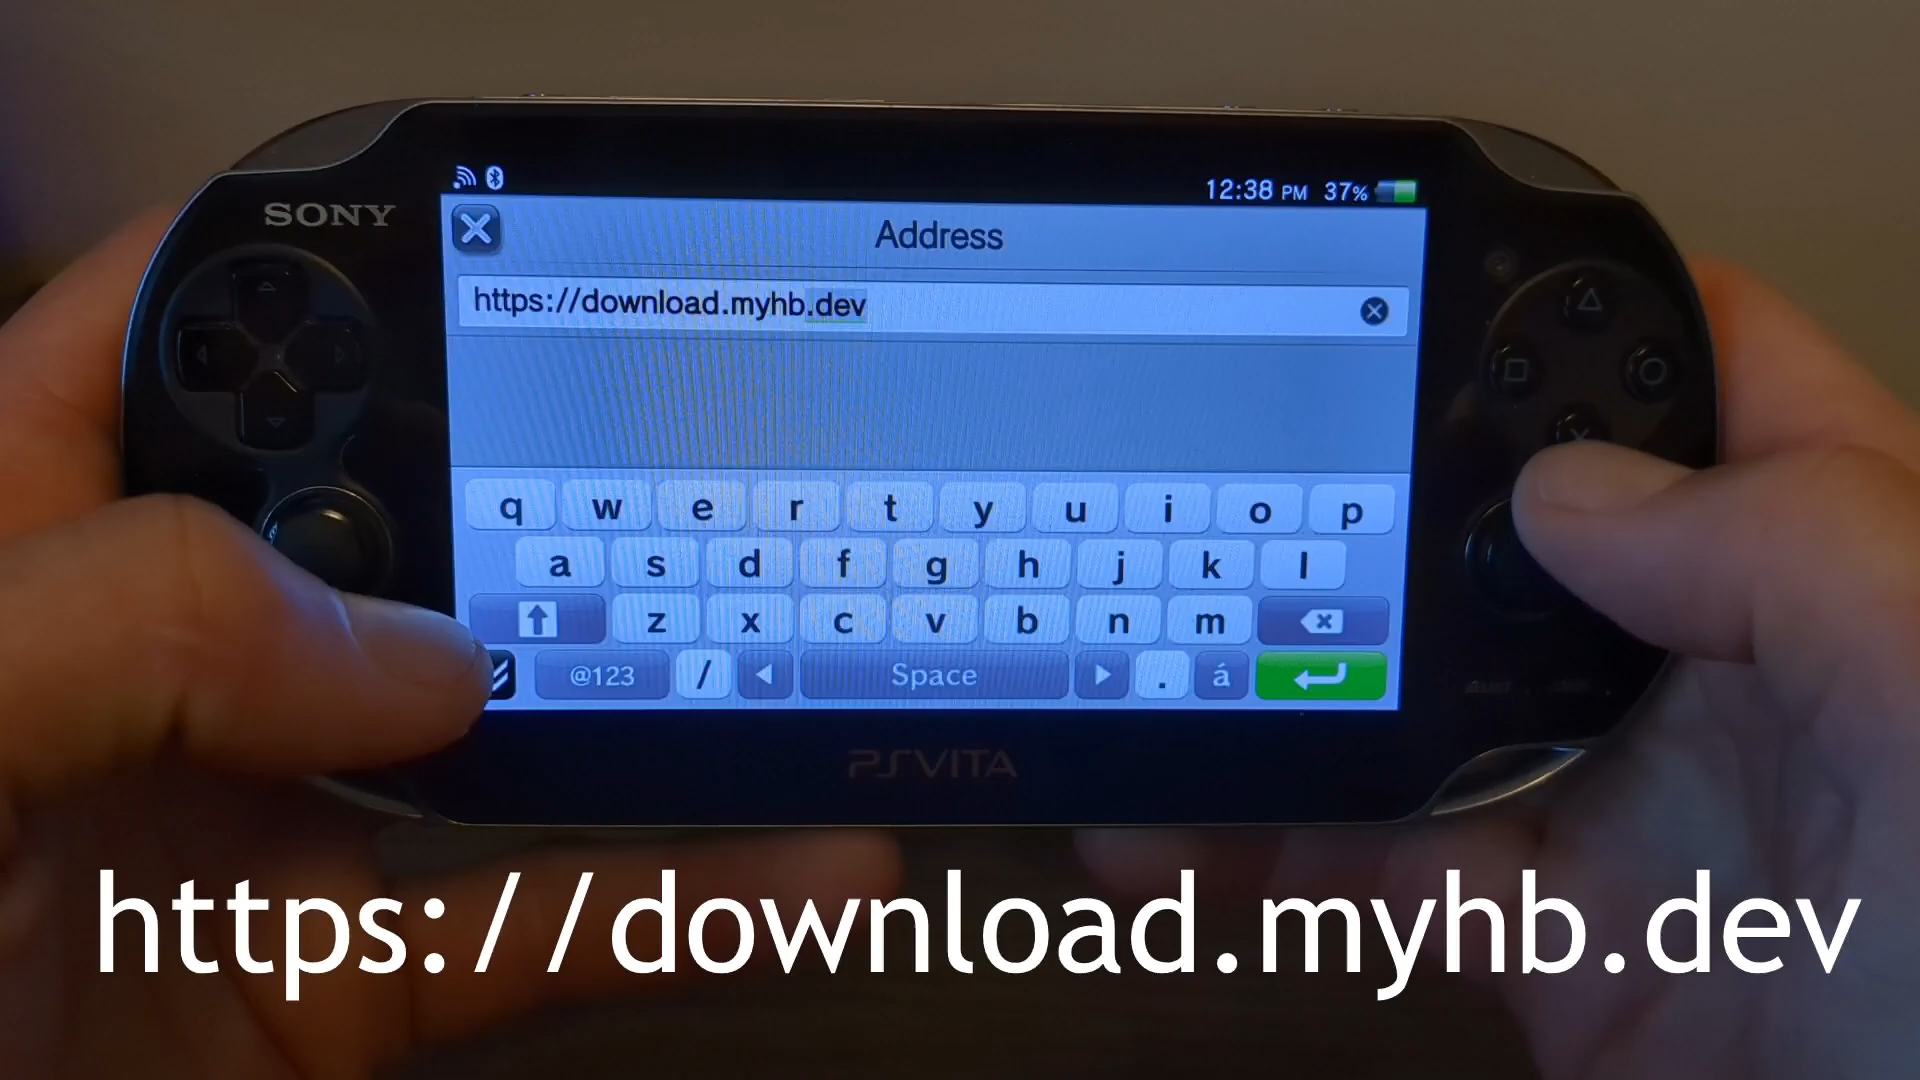 SONY
12:38 PM 37%
Address
https://download.myhb.dev
q w e r t y u i o p
a s d f g h j k l
z x c v b n m
@123 / Space . á
PSVITA
https://download.myhb.dev